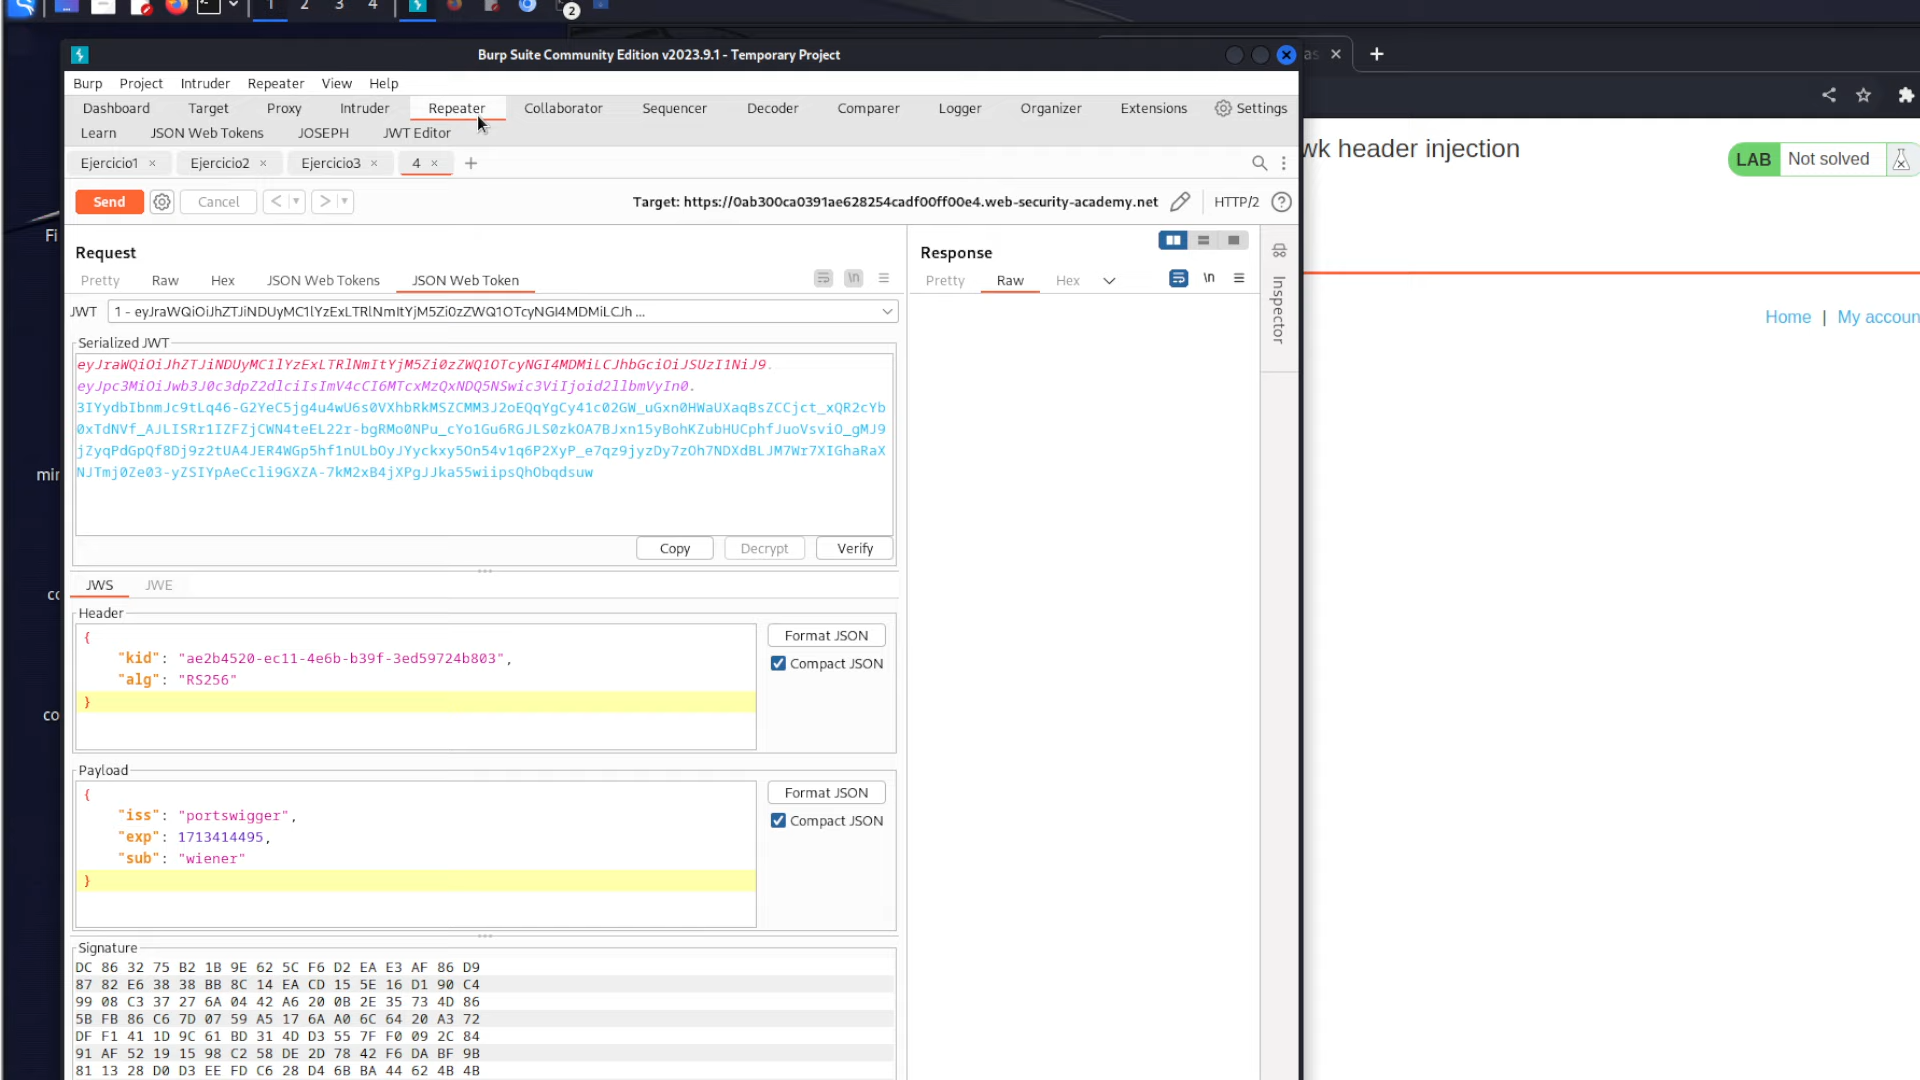 1 2 3 4
2
Burp Suite Community Edition v2023.9.1 - Temporary Project
Burp Project Intruder Repeater View Help
Dashboard Target Proxy Intruder Repeater Collaborator Sequencer Decoder Comparer Logger Organizer Extensions Settings
Learn JSON Web Tokens JOSEPH JWT Editor
Ejercicio1 × Ejercicio2 × Ejercicio3 × 4 × +
Send Cancel < > Target: https://0ab300ca0391ae628254cadf00ff00e4.web-security-academy.net HTTP/2
Request
Pretty Raw Hex JSON Web Tokens JSON Web Token \n
JWT 1 - eyJraWQiOiJhZTJiNDUyMC1lYzExLTRlNmItYjM5Zi0zZWQ1OTcyNGI4MDMiLCJh ...
Serialized JWT
eyJraWQiOiJhZTJiNDUyMC1lYzExLTRlNmItYjM5Zi0zZWQ1OTcyNGI4MDMiLCJhbGciOiJSUzI1NiJ9.
eyJpc3MiOiJwb3J0c3dpZ2dlciIsImV4cCI6MTcxMzQxNDQ5NSwic3ViIjoid2llbmVyIn0.
3IYydbIbnmJc9tLq46-G2YeC5jg4u4wU6s0VXhbRkMSZCMM3J2oEQqYgCy41c02GW_uGxn0HWaUXaqBsZCCjct_xQR2cYb
0xTdNVf_AJLISRr1IZFZjCWN4teEL22r-bgRMo0NPu_cYo1Gu6RGJLS0zkOA7BJxn15yBohKZubHUCphfJuoVsviO_gMJ9
jZyqPdGpQf8Dj9z2tUA4JER4WGp5hf1nULbOyJYyckxy5On54v1q6P2XyP_e7qz9jyzDy7zOh7NDXdBLJM7Wr7XIGhaRaX
NJTmj0Ze03-yZSIYpAeCcli9GXZA-7kM2xB4jXPgJJka55wiipsQhObqdsuw
Copy Decrypt Verify
JWS JWE
Header
{
"kid": "ae2b4520-ec11-4e6b-b39f-3ed59724b803",
"alg": "RS256"
}
Format JSON
Compact JSON
Payload
{
"iss": "portswigger",
"exp": 1713414495,
"sub": "wiener"
}
Format JSON
Compact JSON
Signature
DC 86 32 75 B2 1B 9E 62 5C F6 D2 EA E3 AF 86 D9
87 82 E6 38 38 BB 8C 14 EA CD 15 5E 16 D1 90 C4
99 08 C3 37 27 6A 04 42 A6 20 0B 2E 35 73 4D 86
5B FB 86 C6 7D 07 59 A5 17 6A A0 6C 64 20 A3 72
DF F1 41 1D 9C 61 BD 31 4D D3 55 7F F0 09 2C 84
91 AF 52 19 15 98 C2 58 DE 2D 78 42 F6 DA BF 9B
81 13 28 D0 D3 EE FD C6 28 D4 6B BA 44 62 4B 4B
Response
Pretty Raw Hex \n
Inspector
wk header injection
LAB Not solved
Home | My accoun
Fi